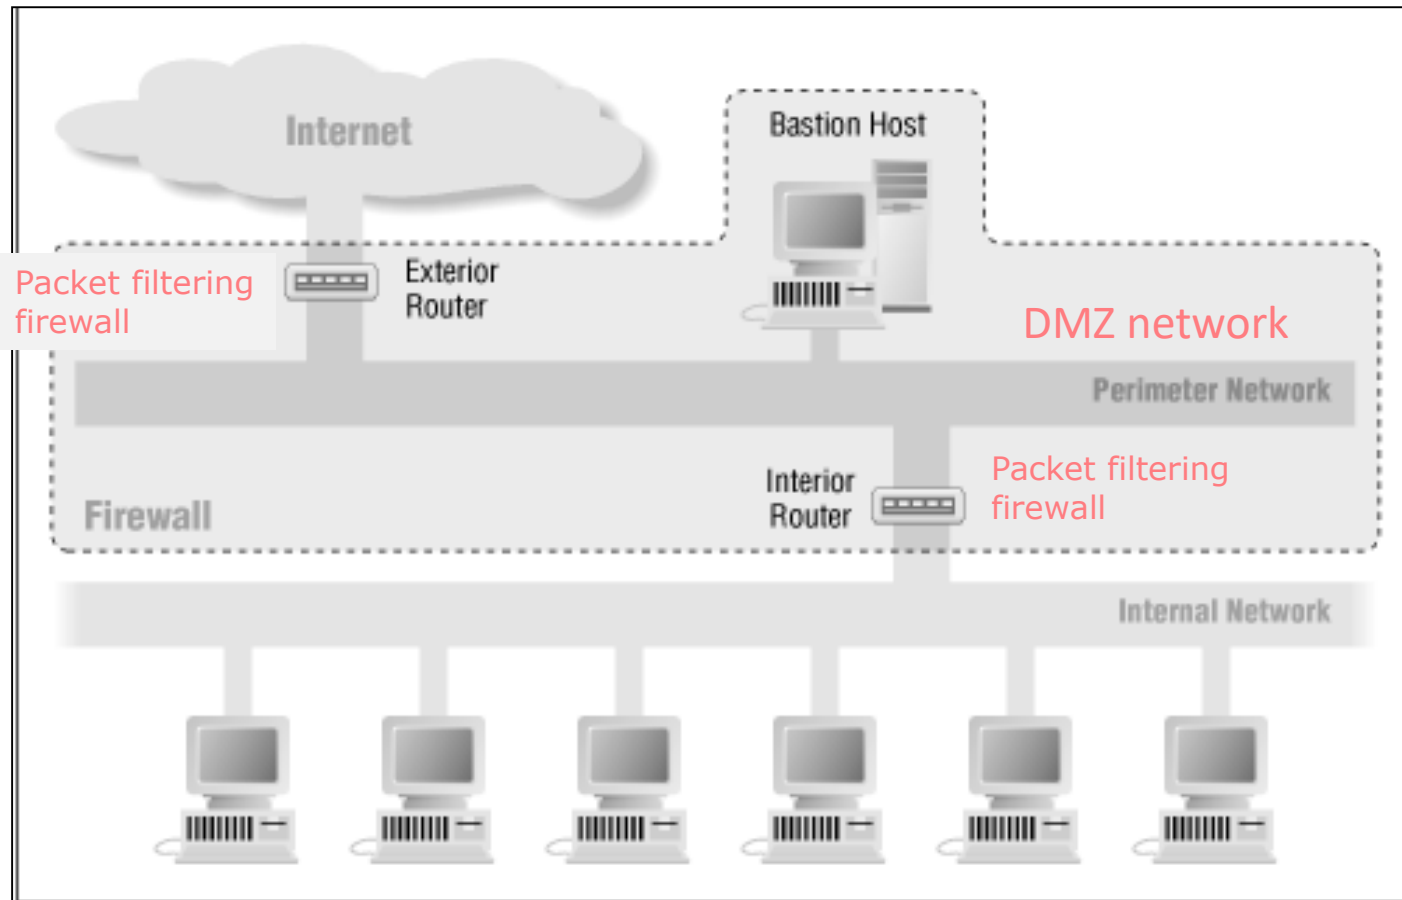 Internet
Bastion Host
Packet filtering
firewall
Exterior
Router
DMZ network
Perimeter Network
Interior
Router
Packet filtering
firewall
Firewall
Internal Network